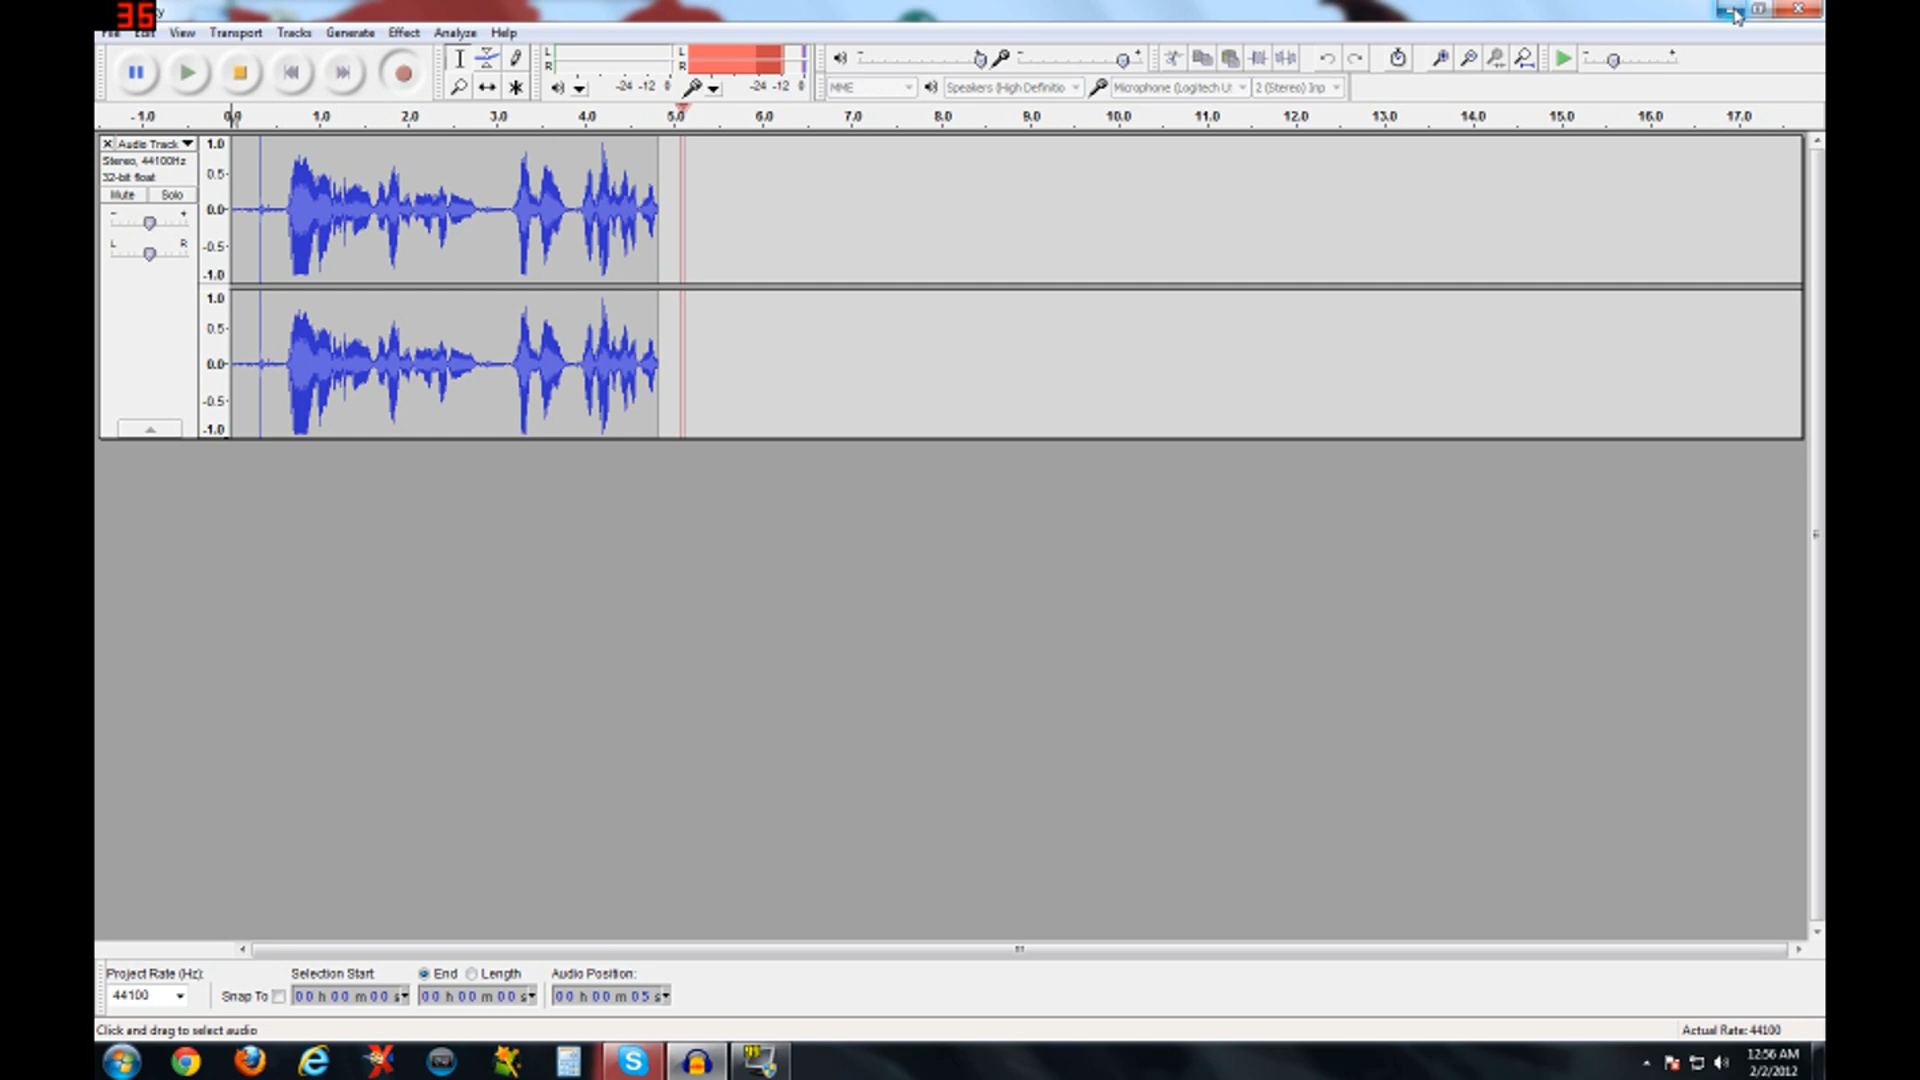 35
File Edit View Transport Tracks Generate Effect Analyze Help
L
R
-24 -12 0
L
R
-24 -12 0
MME
Speakers (High Definitio
Microphone (Logitech Ut
2 (Stereo) Inp
-1.0 0.0 1.0 2.0 3.0 4.0 5.0 6.0 7.0 8.0 9.0 10.0 11.0 12.0 13.0 14.0 15.0 16.0 17.0
Audio Track
Stereo, 44100Hz
32-bit float
Mute Solo
- +
L R
1.0
0.5
0.0
-0.5
-1.0
1.0
0.5
0.0
-0.5
-1.0
Project Rate (Hz): Selection Start End Length Audio Position:
44100 Snap To 00 h 00 m 00 s 00 h 00 m 00 s 00 h 00 m 05 s
Click and drag to select audio
Actual Rate: 44100
12:56 AM
2/2/2012